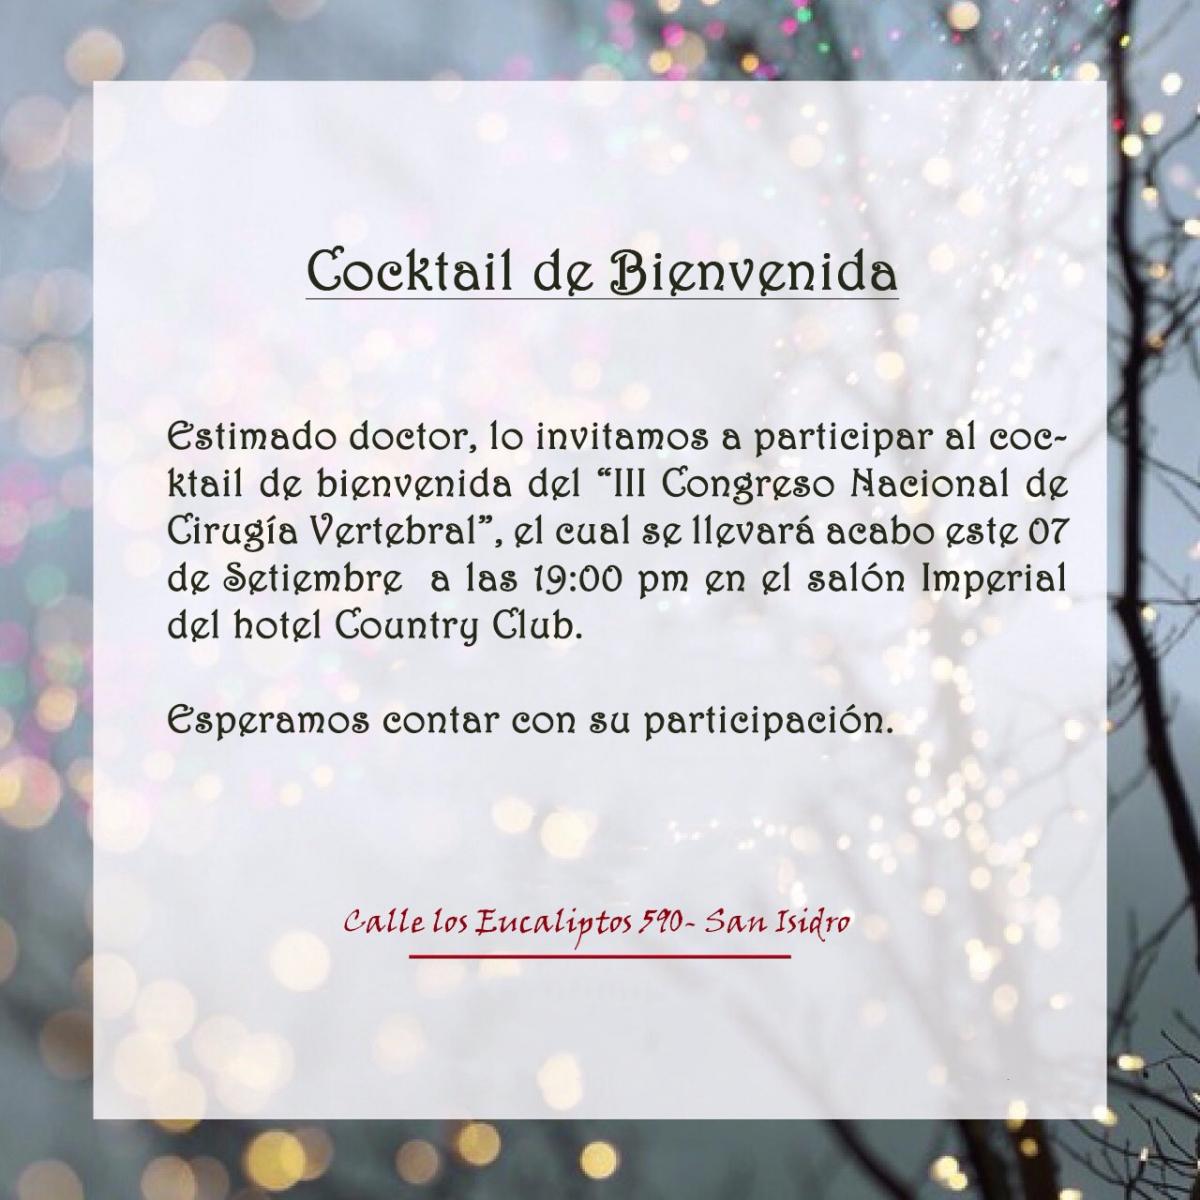 Cocktail de Bienvenida
Estimado doctor, lo invitamos a participar al coc-
ktail de bienvenida del “III Congreso Nacional de
Cirugía Vertebral”, el cual se llevará acabo este 07
de Setiembre a las 19:00 pm en el salón Imperial
del hotel Country Club.
Esperamos contar con su participación.
Calle los Eucaliptos 590- San Isidro